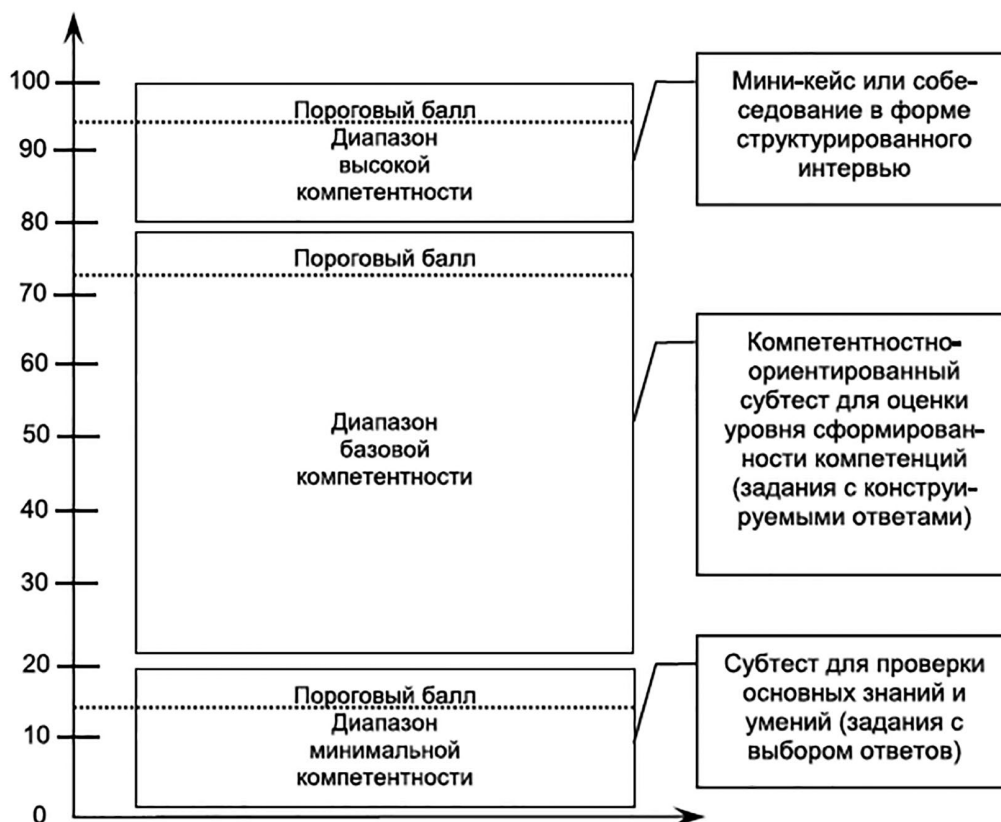 100
90
80
70
60
50
40
30
20
10
0
Пороговый балл
Диапазон
высокой
компетентности
Пороговый балл
Диапазон
базовой
компетентности
Пороговый балл
Диапазон
минимальной
компетентности
Мини-кейс или собе-
седование в форме
структурированного
интервью
Компетентностно-
ориентированный
субтест для оценки
уровня сформирован-
ности компетенций
(задания с конструи-
руемыми ответами)
Субтест для проверки
основных знаний и
умений (задания с
выбором ответов)